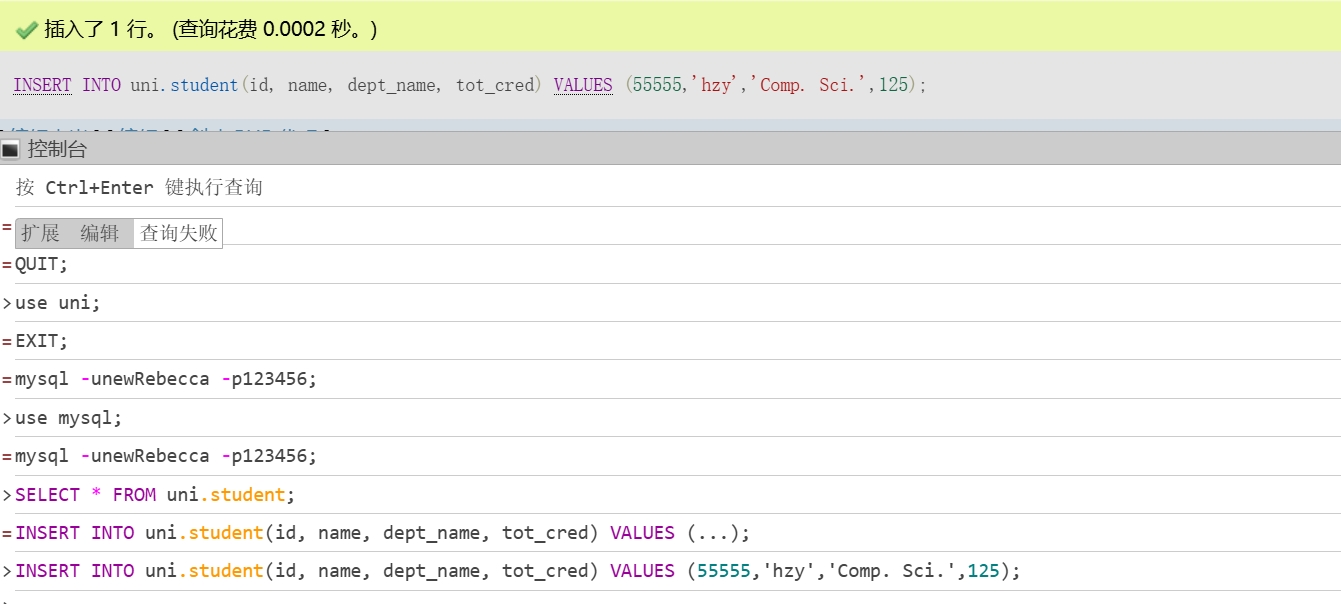 插入了 1 行。 (查询花费 0.0002 秒。)
INSERT INTO uni.student(id, name, dept_name, tot_cred) VALUES (55555,'hzy','Comp. Sci.',125);
控制台
按 Ctrl+Enter 键执行查询
= 扩展 编辑 查询失败
=QUIT;
>use uni;
=EXIT;
=mysql -unewRebecca -p123456;
>use mysql;
=mysql -unewRebecca -p123456;
>SELECT * FROM uni.student;
=INSERT INTO uni.student(id, name, dept_name, tot_cred) VALUES (...);
>INSERT INTO uni.student(id, name, dept_name, tot_cred) VALUES (55555,'hzy','Comp. Sci.',125);